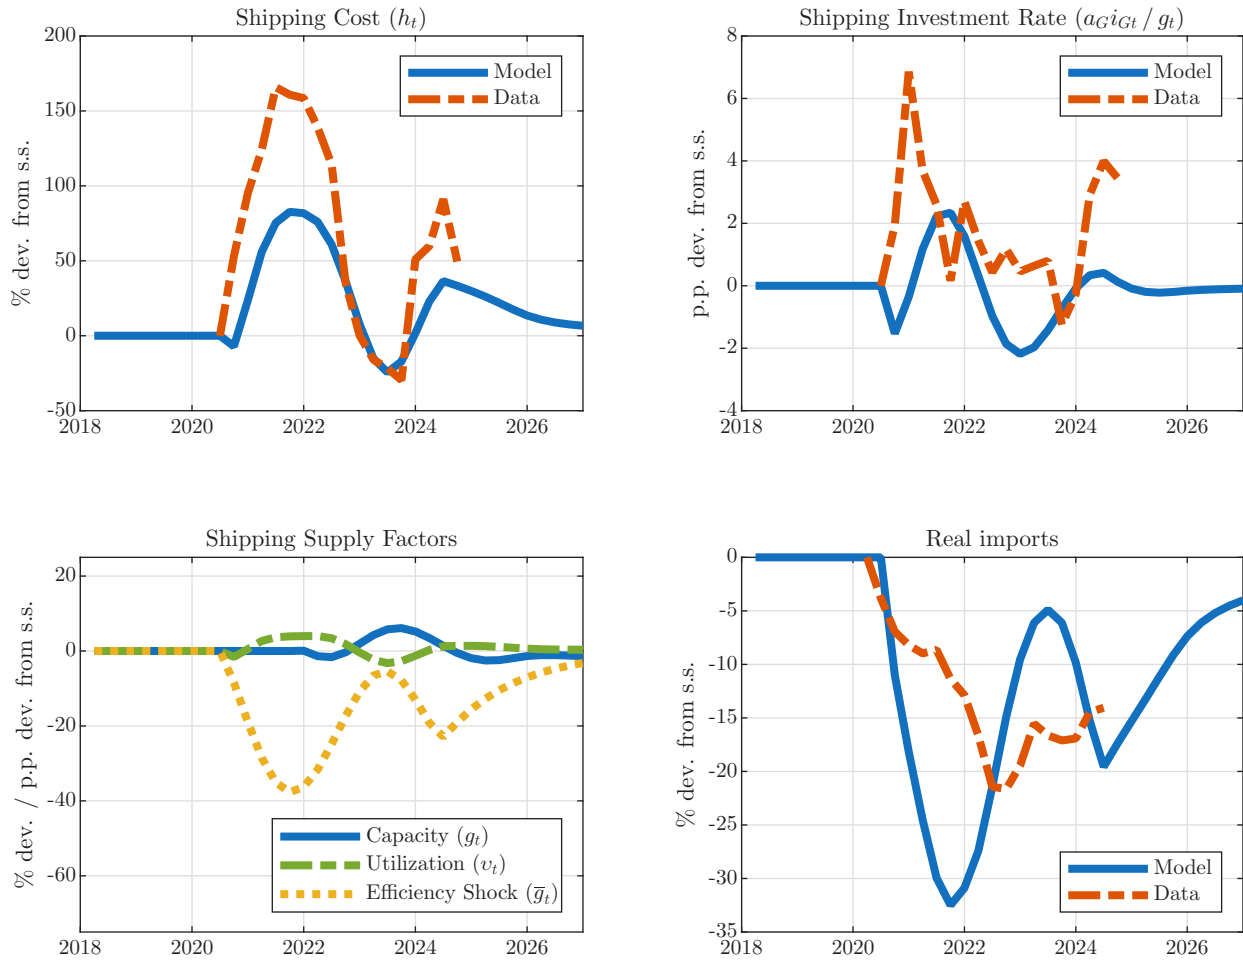 Shipping Cost (h_t)
% dev. from s.s.
200
150
100
50
0
-50
2018
2020
2022
2024
2026
Model
Data
Shipping Investment Rate (a_G i_{Gt} / g_t)
p.p. dev. from s.s.
8
6
4
2
0
-2
-4
2018
2020
2022
2024
2026
Model
Data
Shipping Supply Factors
% dev. / p.p. dev. from s.s.
20
0
-20
-40
-60
2018
2020
2022
2024
2026
Capacity (g_t)
Utilization (υ_t)
Efficiency Shock (g̅_t)
Real imports
% dev. from s.s.
0
-5
-10
-15
-20
-25
-30
-35
2018
2020
2022
2024
2026
Model
Data